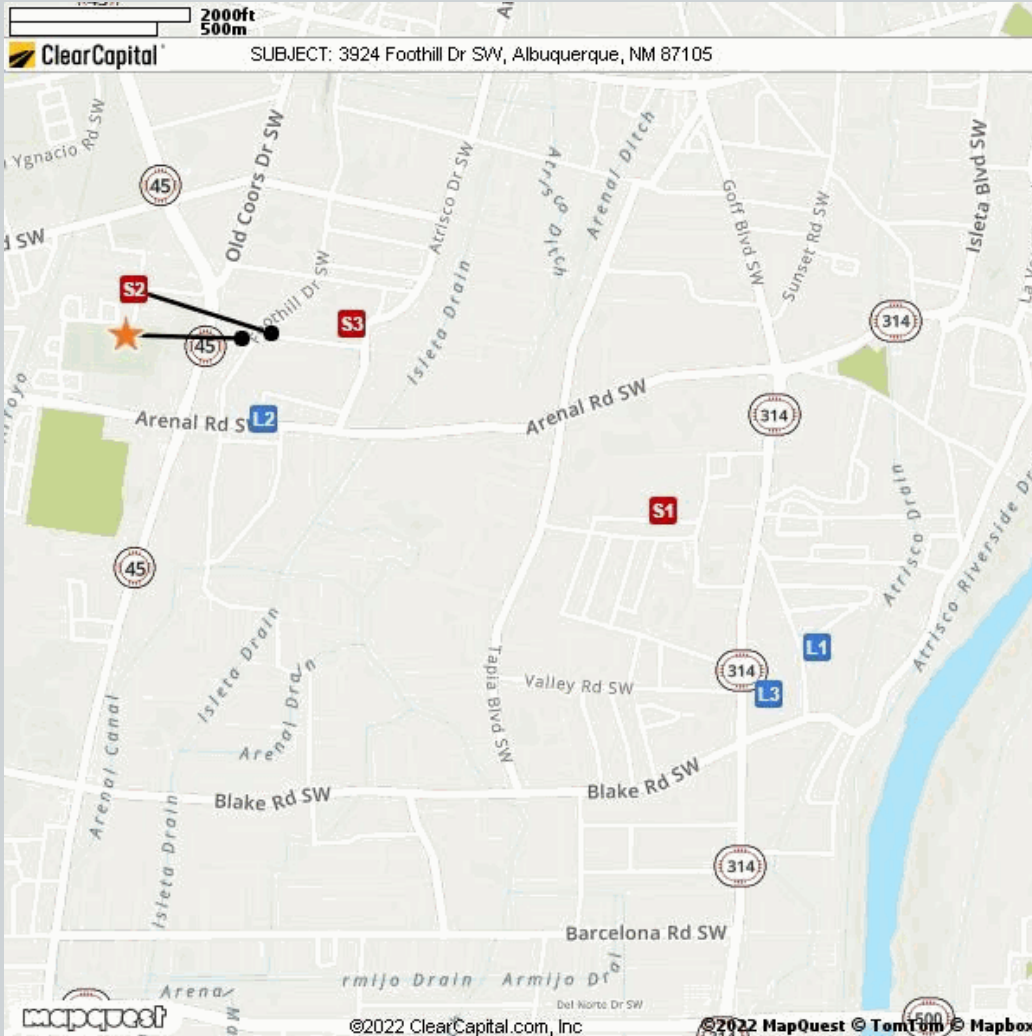 2000ft
500m
ClearCapital
SUBJECT: 3924 Foothill Dr SW, Albuquerque, NM 87105
Ygnacio Rd SW
45
Old Coors Dr SW
Atrisco Dr SW
Atrisco Ditch
Arenal Ditch
Goff Blvd SW
Sunset Rd SW
Isleta Blvd SW
SW
S2
Foothill Dr SW
S3
Isleta Drain
45
314
Arenal Rd SW
L2
Arenal Rd SW
314
S1
Atrisco Drain
Atrisco Riverside Dr
45
Isleta Drain
Arenal Drain
Tapia Blvd SW
Valley Rd SW
314
L1
L3
Arenal Canal
Blake Rd SW
Blake Rd SW
Isleta Drain
314
Barcelona Rd SW
rmijo Drain
Armijo Drain
Arena
Del Norte Dr SW
mapquest
©2022 ClearCapital.com, Inc
314
500
©2022 MapQuest © TomTom © Mapbo